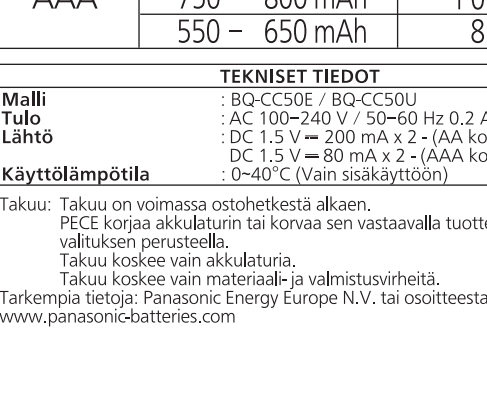 AAA 750 – 800 mAh
550 – 650 mAh 8
TEKNISET TIEDOT
Malli : BQ-CC50E / BQ-CC50U
Tulo : AC 100–240 V / 50–60 Hz 0.2 A
Lähtö : DC 1.5 V ⎓ 200 mA x 2 - (AA ko
DC 1.5 V ⎓ 80 mA x 2 - (AAA ko
Käyttölämpötila : 0~40°C (Vain sisäkäyttöön)
Takuu: Takuu on voimassa ostohetkestä alkaen.
PECE korjaa akkulaturin tai korvaa sen vastaavalla tuotte
valituksen perusteella.
Takuu koskee vain akkulaturia.
Takuu koskee vain materiaali- ja valmistusvirheitä.
Tarkempia tietoja: Panasonic Energy Europe N.V. tai osoitteesta
www.panasonic-batteries.com